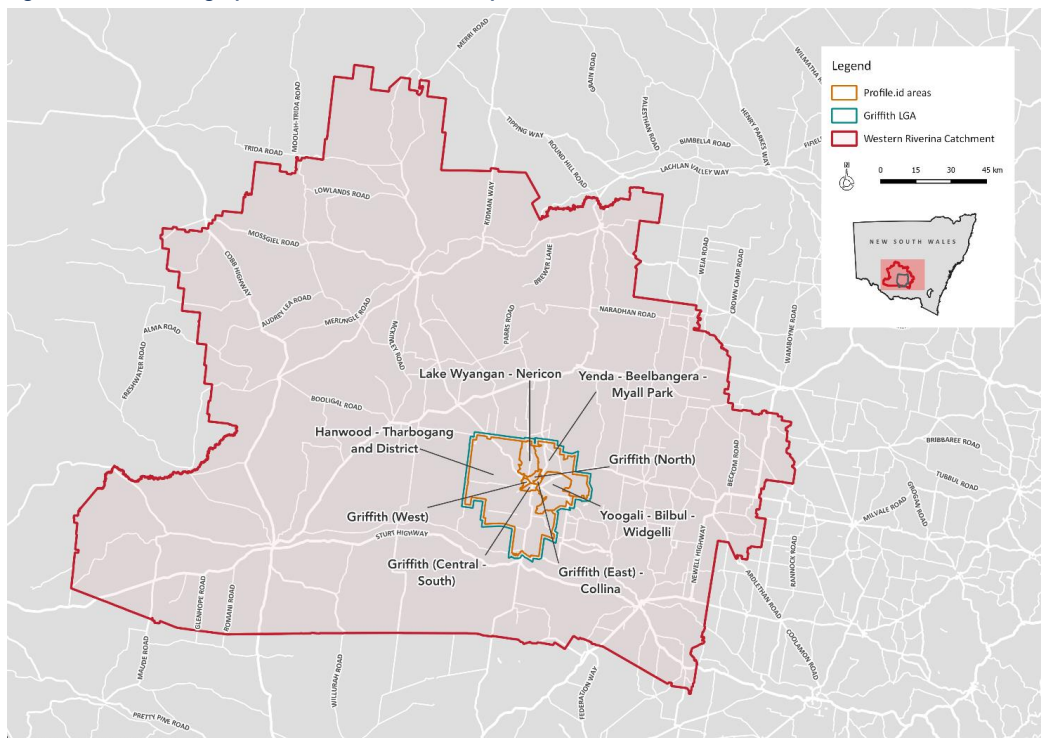 MERRI ROAD
WILMATHA ROAD
BAIN ROAD
MOOLAH-TRIDA ROAD
PALESTHAN ROAD
HENRY PARKES WAY
TIPPING WAY
TRIDA ROAD
BIMBELLA ROAD
ROUND HILL ROAD
LACHLAN VALLEY WAY
LOWLANDS ROAD
KIDMAN WAY
Legend
Profile.id areas
Griffith LGA
Western Riverina Catchment
N
0 15 30 45 km
NEW SOUTH WALES
MOSSGIEL ROAD
COBB HIGHWAY
BREWER LANE
WEJA ROAD
CROWN CAMP ROAD
AUDREY LEA ROAD
MERUNGLE ROAD
NARADHAN ROAD
ALMA ROAD
MCKINLEY ROAD
PARRS ROAD
WAMBOYNE ROAD
FRESHWATER ROAD
Lake Wyangan - Nericon
Yenda - Beelbangera -
Myall Park
BOOLIGAL ROAD
Hanwood - Tharbogang
and District
BRIBBAREE ROAD
Griffith (North)
BECKOM ROAD
TUBBUL ROAD
GROGAN ROAD
MILVALE ROAD
Griffith (West)
Yoogali - Bilbul -
Widgelli
STURT HIGHWAY
Griffith (Central -
South)
Griffith (East) -
Collina
NEWELL HIGHWAY
RANNOCK ROAD
ARDLETHAN ROAD
GLENHOPE ROAD
ROMANI ROAD
COOLAMON ROAD
MAUDE ROAD
WILLURAH ROAD
FEDERATION WAY
PRETTY PINE ROAD